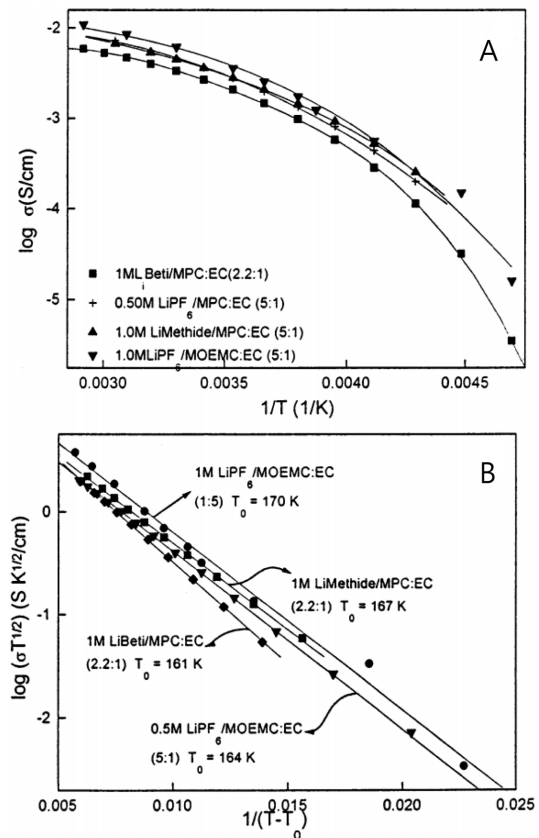 A
-2
-3
-4
-5
log σ(S/cm)
1MLiBeti/MPC:EC(2.2:1)
0.50M LiPF6/MPC:EC (5:1)
1.0M LiMethide/MPC:EC (5:1)
1.0MLiPF6/MOEMC:EC (5:1)
0.0030 0.0035 0.0040 0.0045
1/T (1/K)
B
0
-1
-2
log (σT1/2) (S K1/2/cm)
1M LiPF6/MOEMC:EC
(1:5) T0 = 170 K
1M LiMethide/MPC:EC
(2.2:1) T0 = 167 K
1M LiBeti/MPC:EC
(2.2:1) T0 = 161 K
0.5M LiPF6/MOEMC:EC
(5:1) T0 = 164 K
0.005 0.010 0.015 0.020 0.025
1/(T-T0)